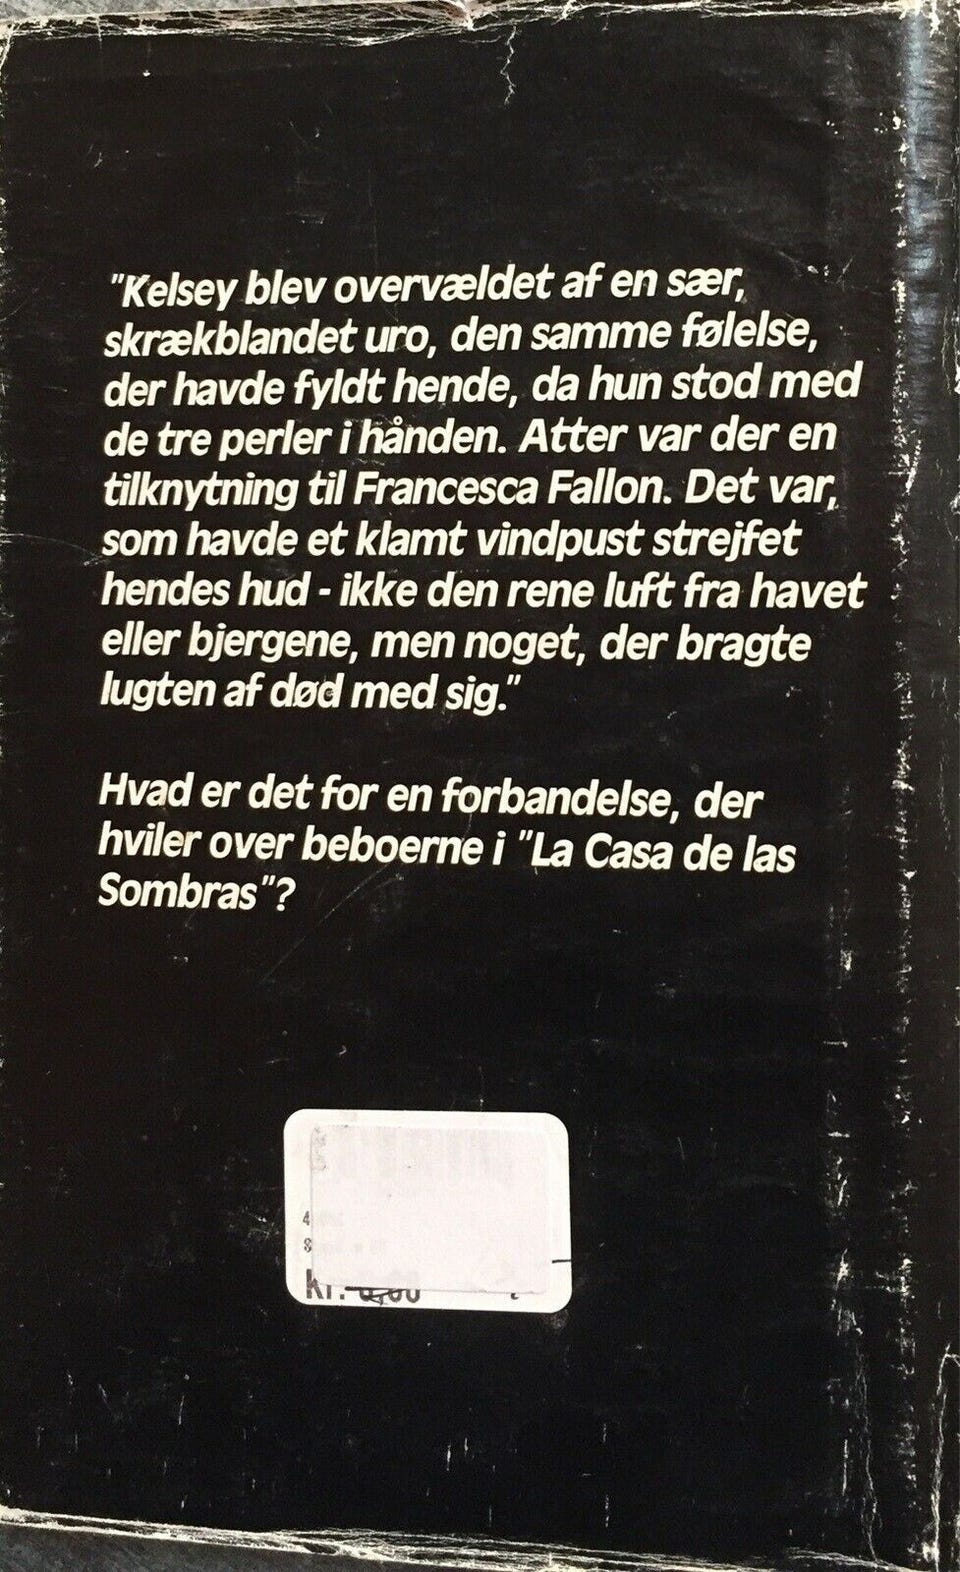 "Kelsey blev overvældet af en sær,
skrækblandet uro, den samme følelse,
der havde fyldt hende, da hun stod med
de tre perler i hånden. Atter var der en
tilknytning til Francesca Fallon. Det var,
som havde et klamt vindpust strejfet
hendes hud - ikke den rene luft fra havet
eller bjergene, men noget, der bragte
lugten af død med sig."
Hvad er det for en forbandelse, der
hviler over beboerne i "La Casa de las
Sombras"?
4
kr.